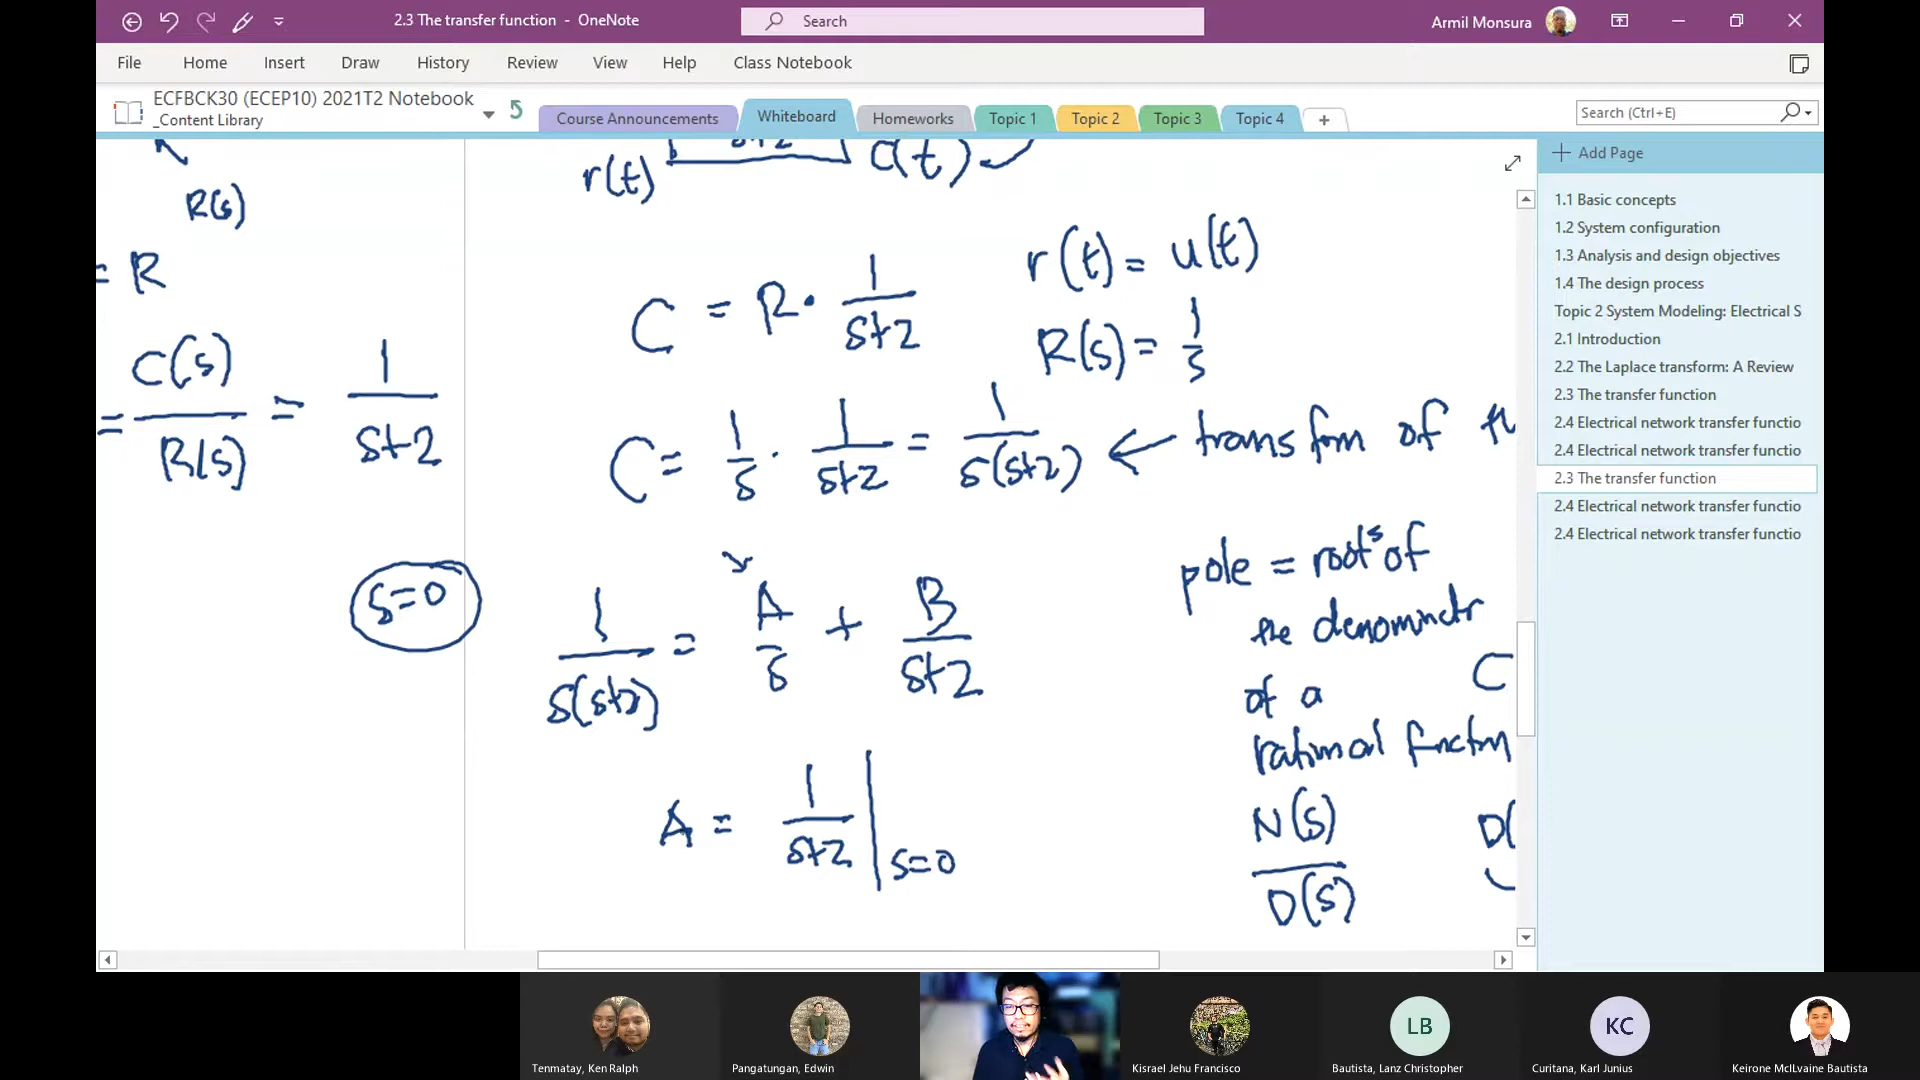 2.3 The transfer function - OneNote
Search
Armil Monsura
File Home Insert Draw History Review View Help Class Notebook
ECFBCK30 (ECEP10) 2021T2 Notebook
_Content Library
Course Announcements Whiteboard Homeworks Topic 1 Topic 2 Topic 3 Topic 4 +
Search (Ctrl+E)
Add Page
1.1 Basic concepts
1.2 System configuration
1.3 Analysis and design objectives
1.4 The design process
Topic 2 System Modeling: Electrical S
2.1 Introduction
2.2 The Laplace transform: A Review
2.3 The transfer function
2.4 Electrical network transfer functio
2.4 Electrical network transfer functio
2.3 The transfer function
2.4 Electrical network transfer functio
2.4 Electrical network transfer functio
R(s)
= R
= C(s)/R(s) = 1/s+2
s=0
r(t) s+2 c(t)
C = R · 1/s+2
r(t) = u(t)
R(s) = 1/s
C = 1/s · 1/s+2 = 1/s(s+2) ← transfm of th
1/s(s+2) = A/s + B/s+2
A = 1/s+2 | s=0
pole = roots of
the denominatr
of a
rational function
N(s)/D(s)
C
D(
Tenmatay, Ken Ralph
Pangatungan, Edwin
Kisrael Jehu Francisco
LB
Bautista, Lanz Christopher
KC
Curitana, Karl Junius
Keirone McIlvaine Bautista